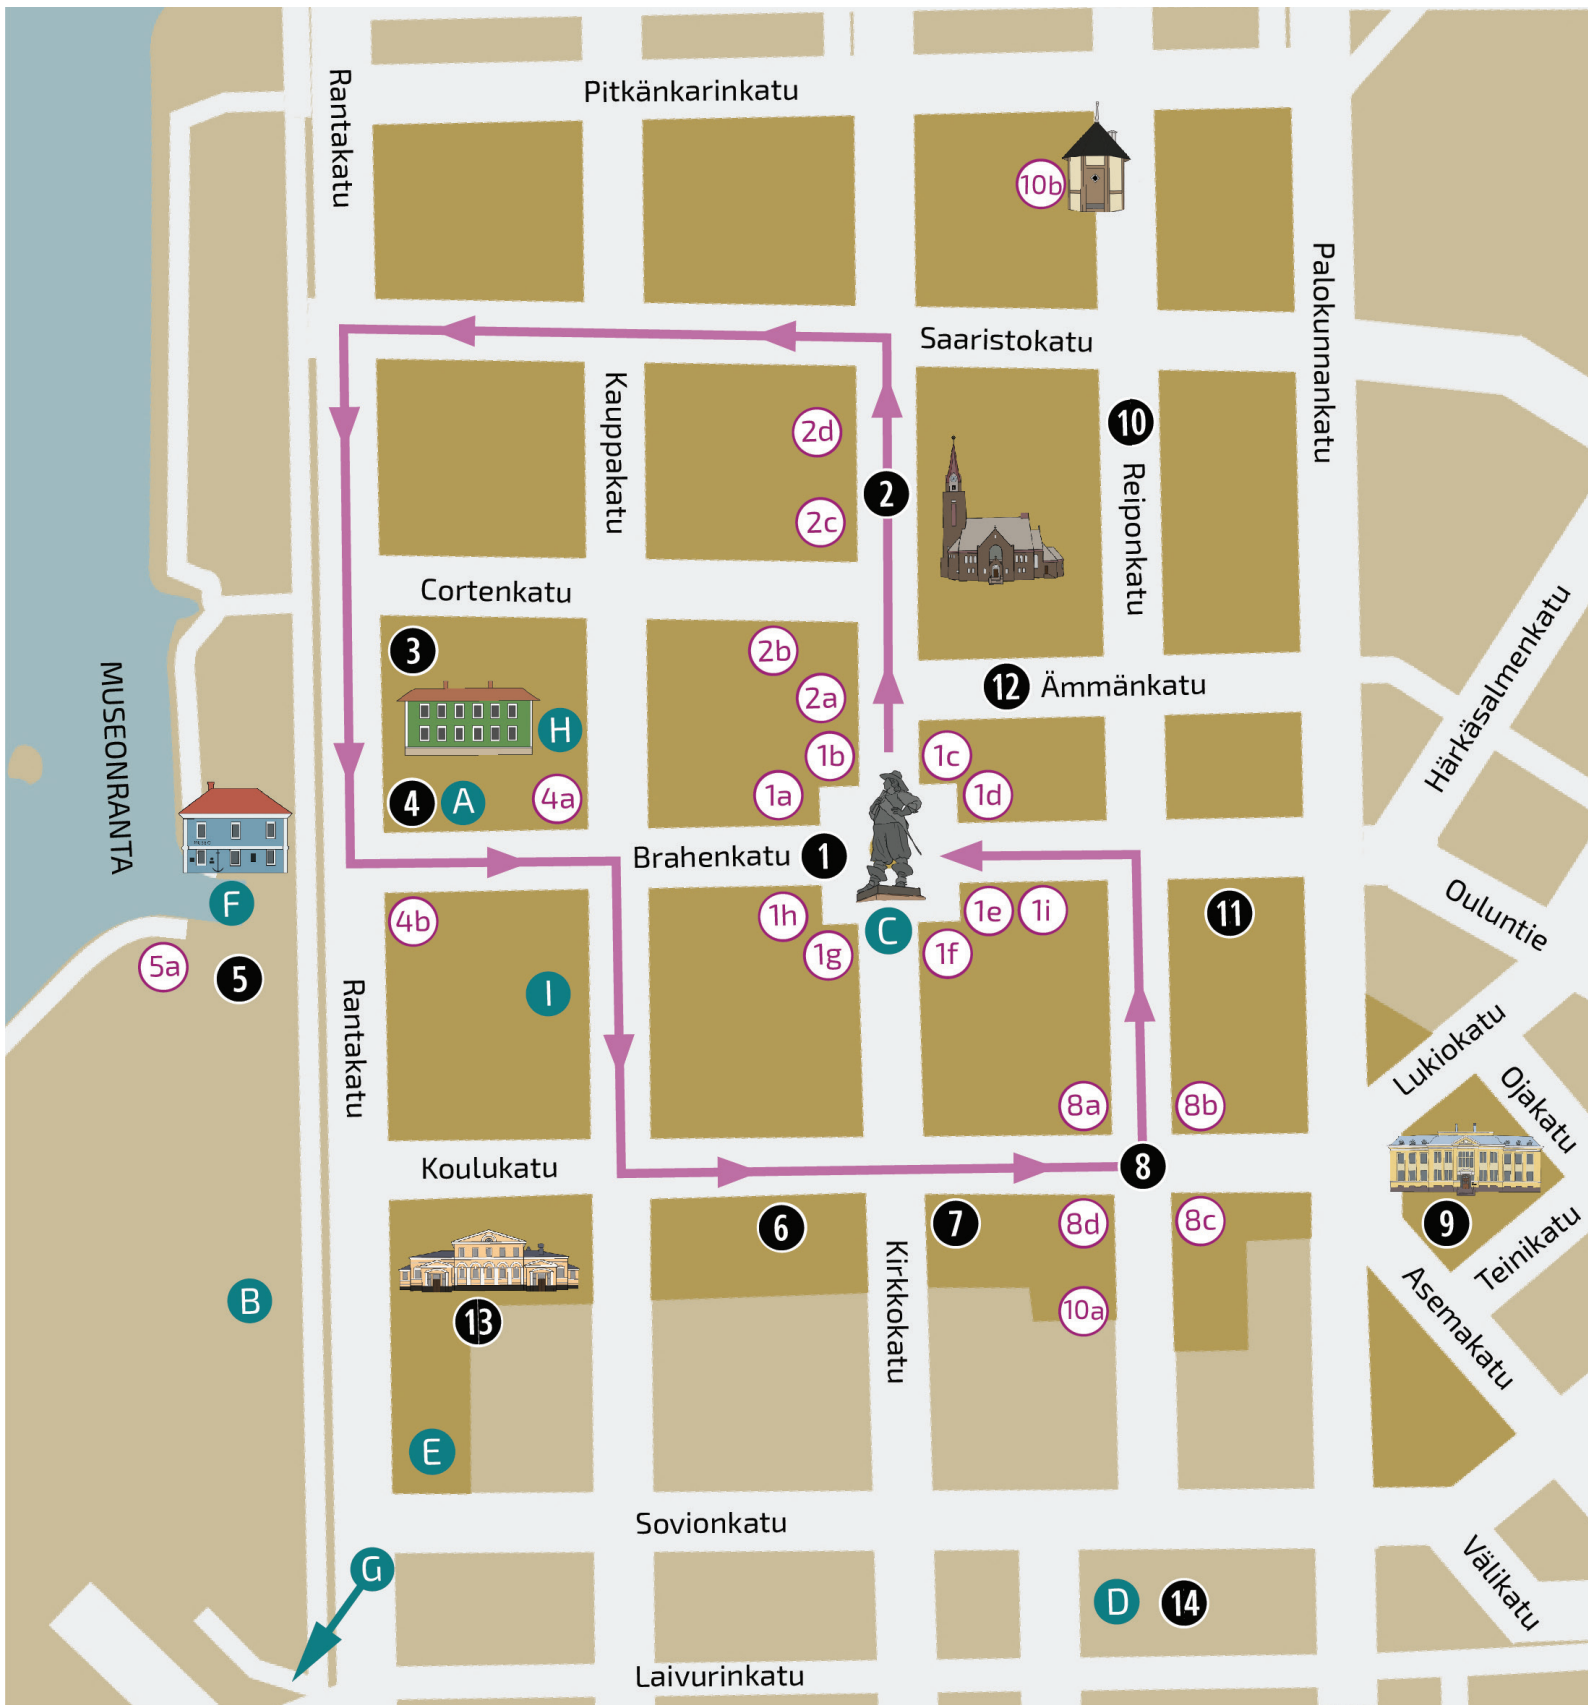 Pitkänkarinkatu
Rantakatu
10b
Palokunnankatu
Saaristokatu
Kauppakatu
2d
10
2
2c
Reiponkatu
Cortenkatu
Härkäsalmenkatu
3
2b
12 Ämmänkatu
2a
MUSEONRANTA
H
1b
1c
4
A
4a
1a
1d
Brahenkatu 1
F
4b
1h
C
1e
1i
11
Ouluntie
5a
5
1g
1f
I
Rantakatu
Lukiokatu
Ojakatu
8a
8b
Koulukatu
8
6
7
8d
8c
9
Teinikatu
Kirkkokatu
B
13
10a
Asemakatu
E
Sovionkatu
G
D
14
Välikatu
Laivurinkatu